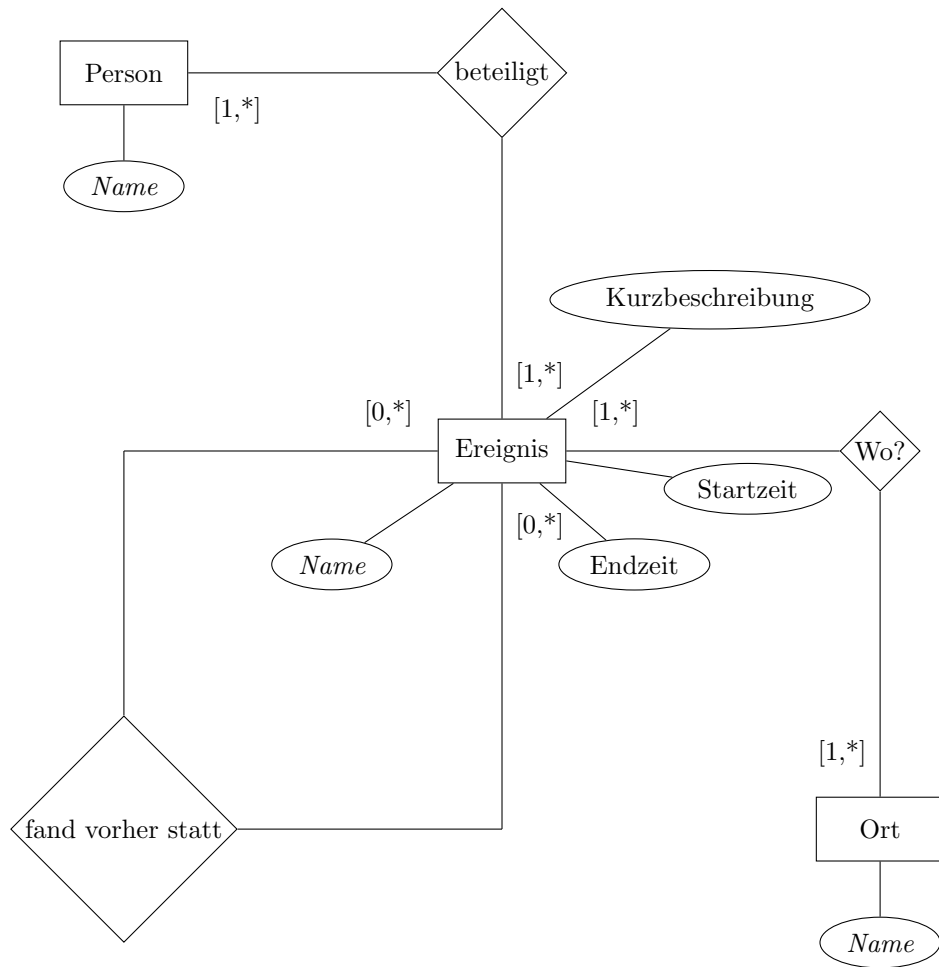 Person
beteiligt
[1,*]
Name
Kurzbeschreibung
[1,*]
[0,*]
[1,*]
Ereignis
Wo?
Startzeit
[0,*]
Name
Endzeit
[1,*]
fand vorher statt
Ort
Name